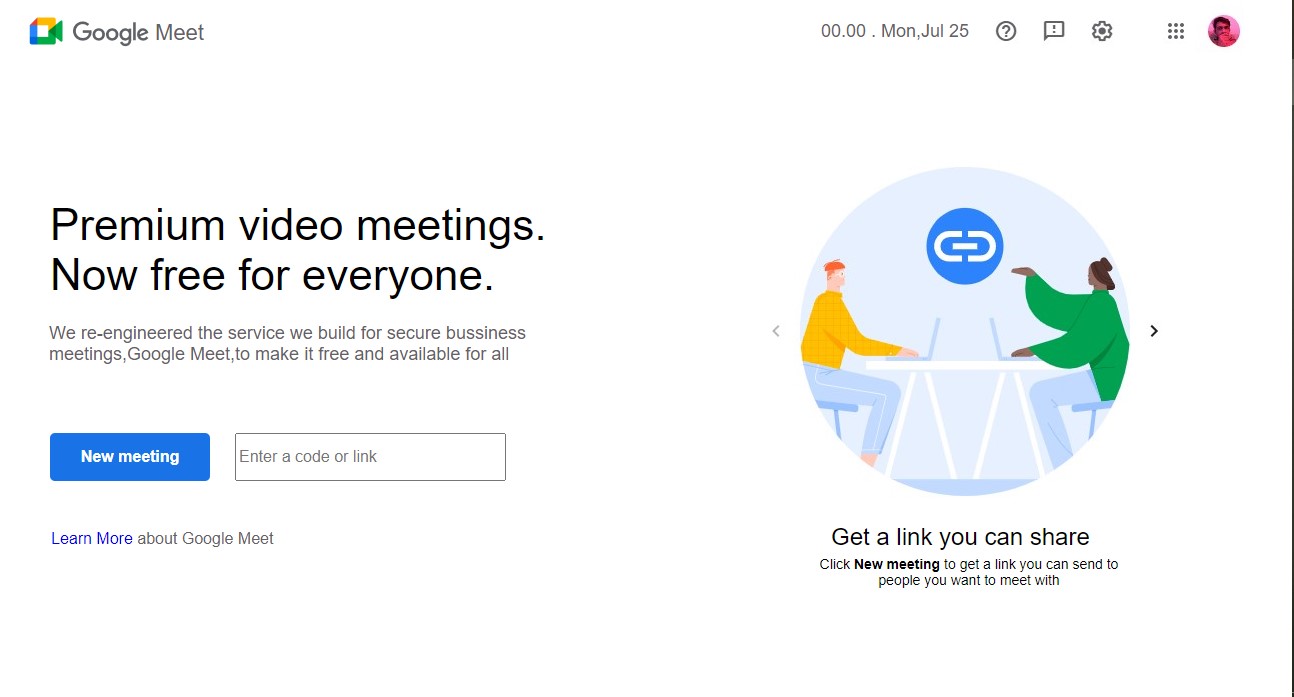 Google Meet
00.00 . Mon,Jul 25
Premium video meetings.
Now free for everyone.
We re-engineered the service we build for secure bussiness
meetings,Google Meet,to make it free and available for all
New meeting
Enter a code or link
Learn More about Google Meet
Get a link you can share
Click New meeting to get a link you can send to
people you want to meet with